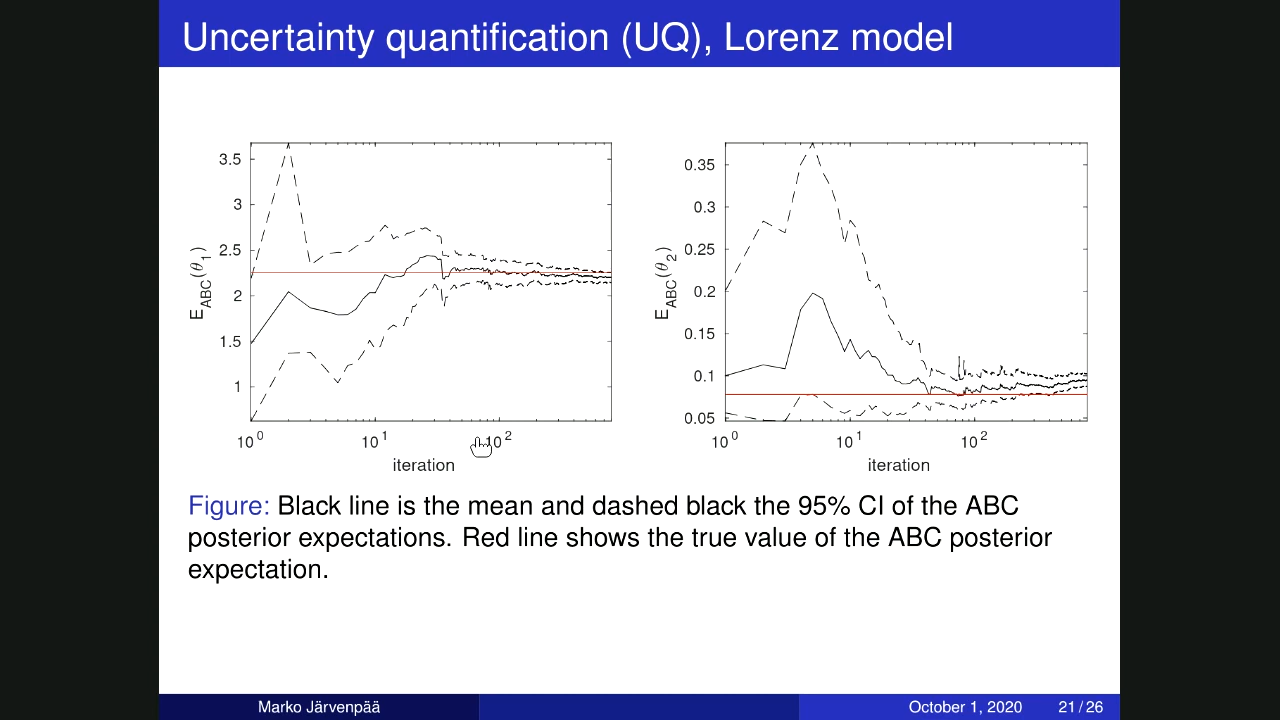 Uncertainty quantification (UQ), Lorenz model
3.5
3
2.5
2
1.5
1
E_ABC(θ_1)
10^0
10^1
10^2
iteration
0.35
0.3
0.25
0.2
0.15
0.1
0.05
E_ABC(θ_2)
10^0
10^1
10^2
iteration
Figure: Black line is the mean and dashed black the 95% CI of the ABC
posterior expectations. Red line shows the true value of the ABC posterior
expectation.
Marko Järvenpää
October 1, 2020
21 / 26